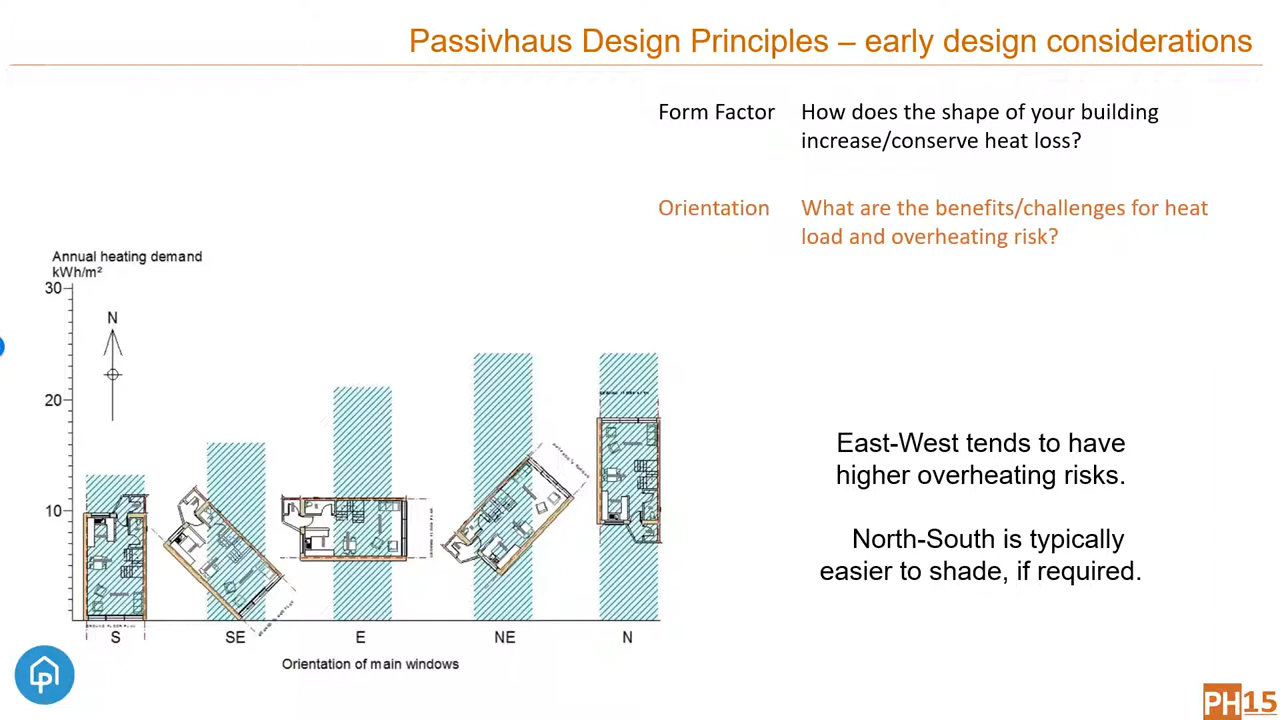 Passivhaus Design Principles – early design considerations
Form Factor How does the shape of your building
increase/conserve heat loss?
Orientation What are the benefits/challenges for heat
load and overheating risk?
Annual heating demand
kWh/m²
30
N
20
10
East-West tends to have
higher overheating risks.
North-South is typically
easier to shade, if required.
GROUND FLOOR PLAN
S SE E NE N
Orientation of main windows
PH15